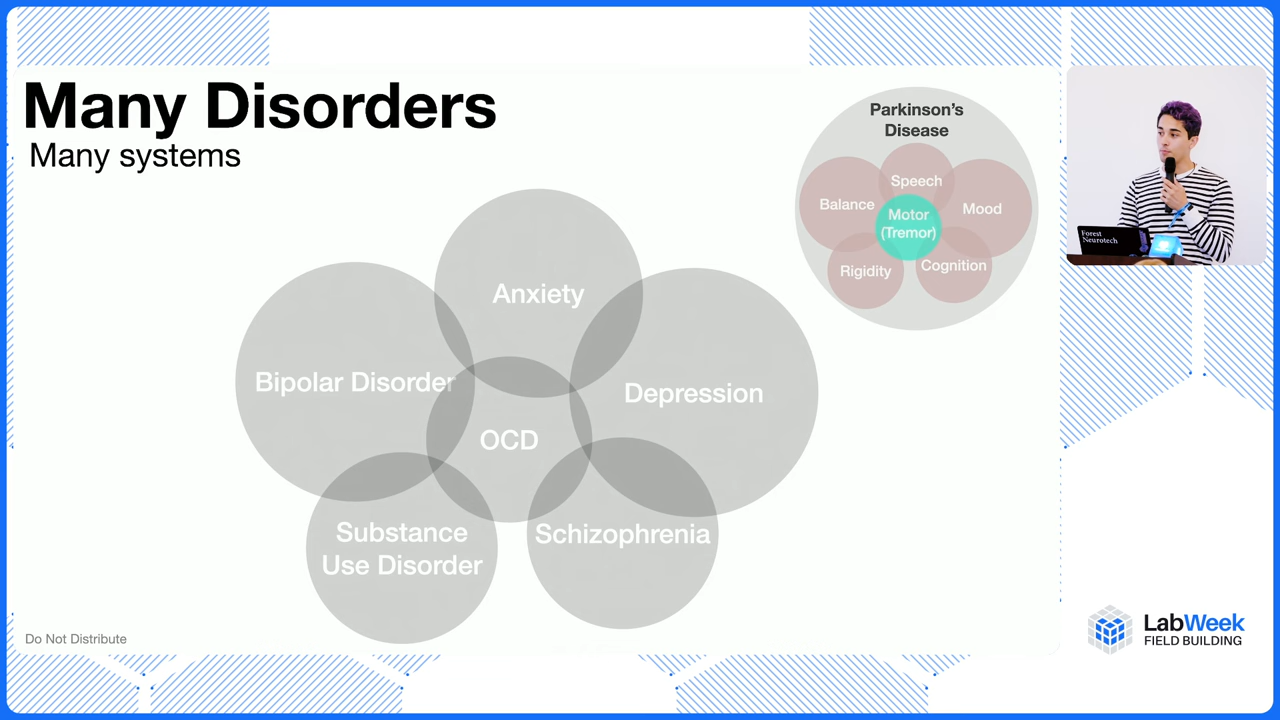 Many Disorders
Many systems
Parkinson's
Disease
Speech
Balance
Motor
(Tremor)
Mood
Rigidity
Cognition
Anxiety
Bipolar Disorder
Depression
OCD
Substance
Use Disorder
Schizophrenia
Do Not Distribute
Forest
Neurotech
LabWeek
FIELD BUILDING